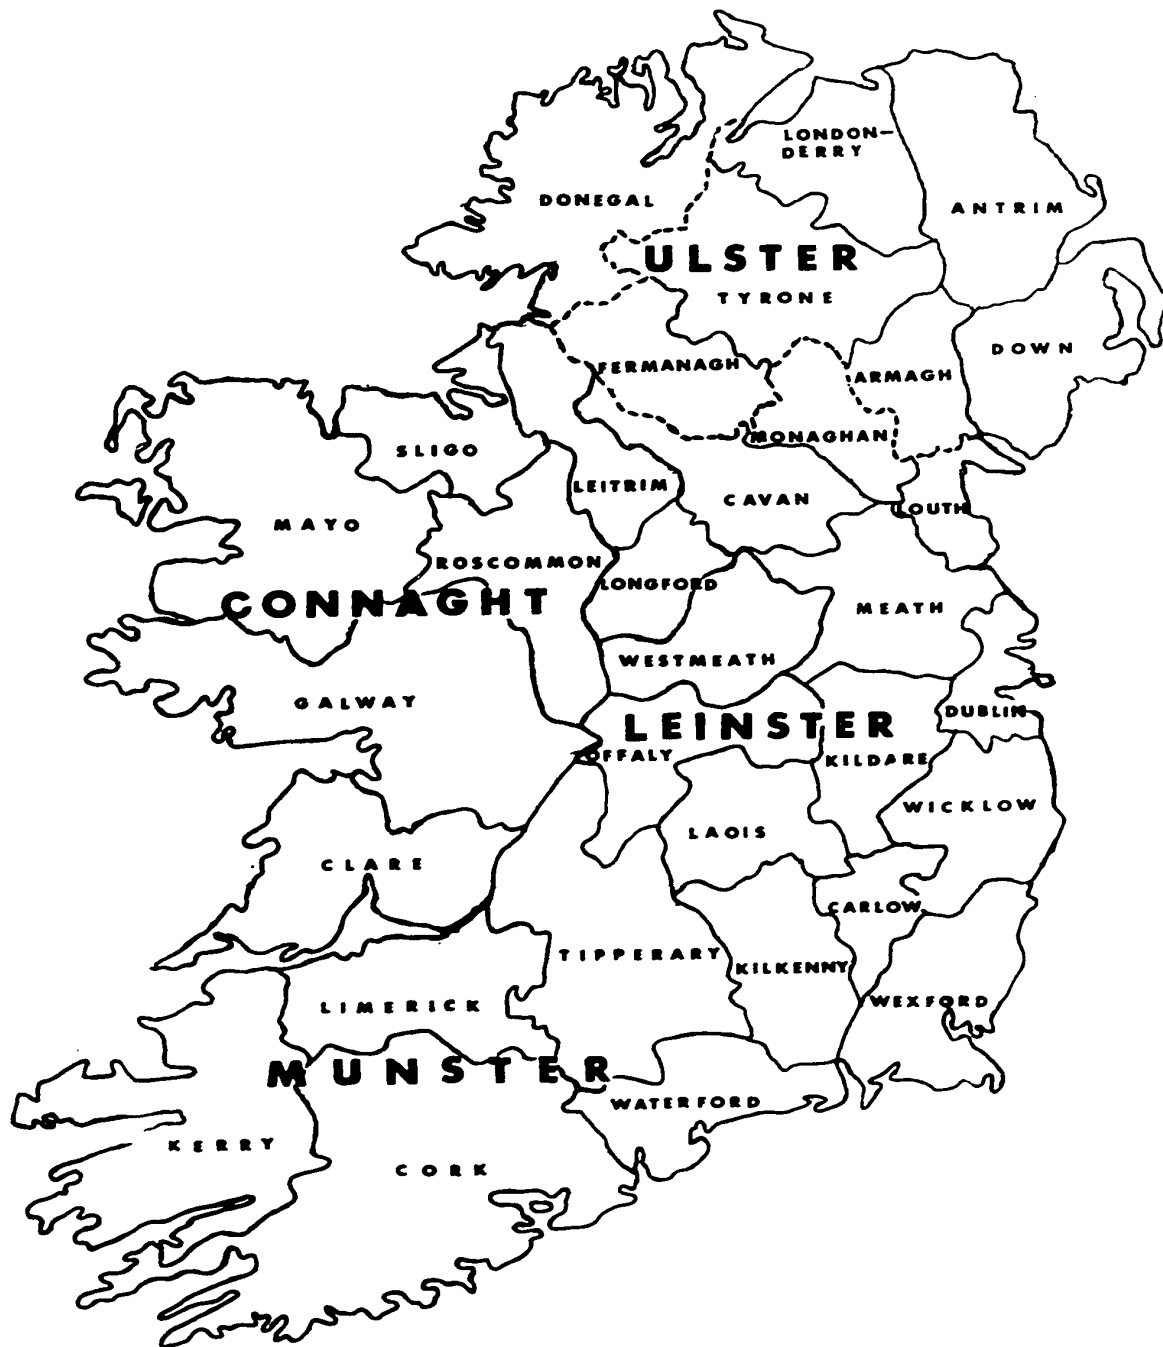 LONDON-
DERRY
DONEGAL
ANTRIM
ULSTER
TYRONE
DOWN
FERMANAGH
ARMAGH
MONAGHAN
SLIGO
LEITRIM
CAVAN
LOUTH
MAYO
ROSCOMMON
LONGFORD
CONNAGHT
MEATH
WESTMEATH
GALWAY
DUBLIN
LEINSTER
OFFALY
KILDARE
WICKLOW
LAOIS
CLARE
CARLOW
TIPPERARY
KILKENNY
WEXFORD
LIMERICK
MUNSTER
WATERFORD
KERRY
CORK